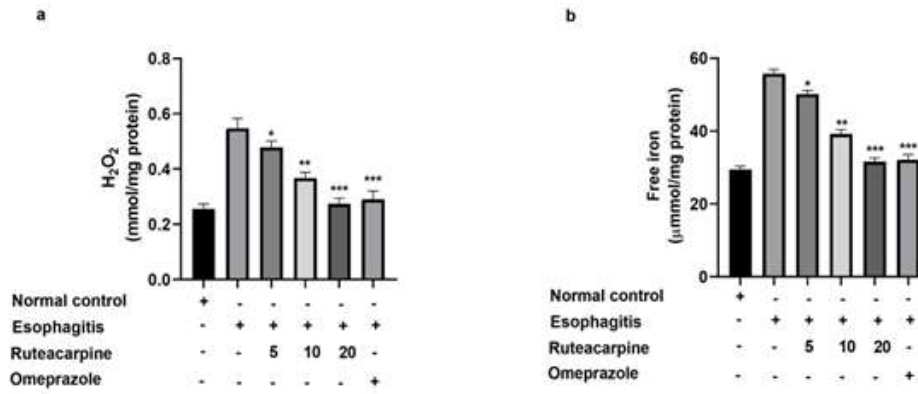 a
b
H₂O₂
(mmol/mg protein)
0.8
0.6
0.4
0.2
0.0
*
**
***
***
Normal control + - - - - -
Esophagitis - + + + + +
Ruteacarpine - - 5 10 20 -
Omeprazole - - - - - +
Free iron
(μmmol/mg protein)
60
40
20
0
*
**
***
***
Normal control + - - - - -
Esophagitis - + + + + +
Ruteacarpine - - 5 10 20 -
Omeprazole - - - - - +